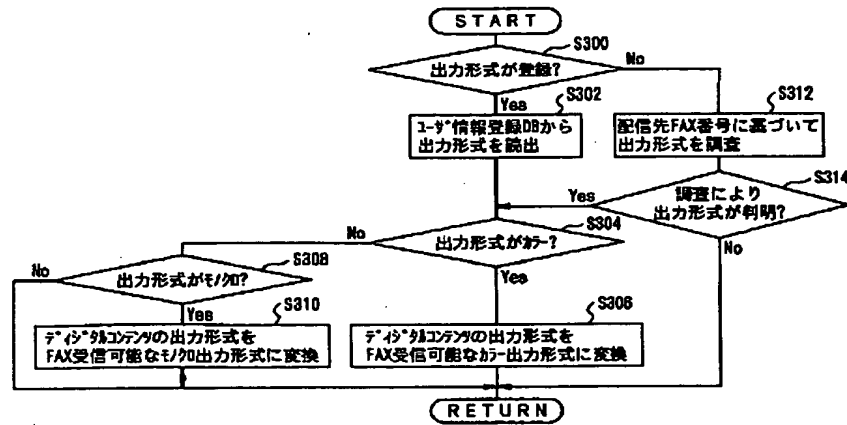 START
S300
出力形式が登録?
No
Yes
S302
ユーザ情報登録DBから
出力形式を読出
S312
配信先FAX番号に基づいて
出力形式を調査
S314
調査により
出力形式が判明?
Yes
No
S304
出力形式がカラー?
No
Yes
S308
出力形式がモノクロ?
No
Yes
S310
ディジタルコンテンツの出力形式を
FAX受信可能なモノクロ出力形式に変換
S306
ディジタルコンテンツの出力形式を
FAX受信可能なカラー出力形式に変換
RETURN